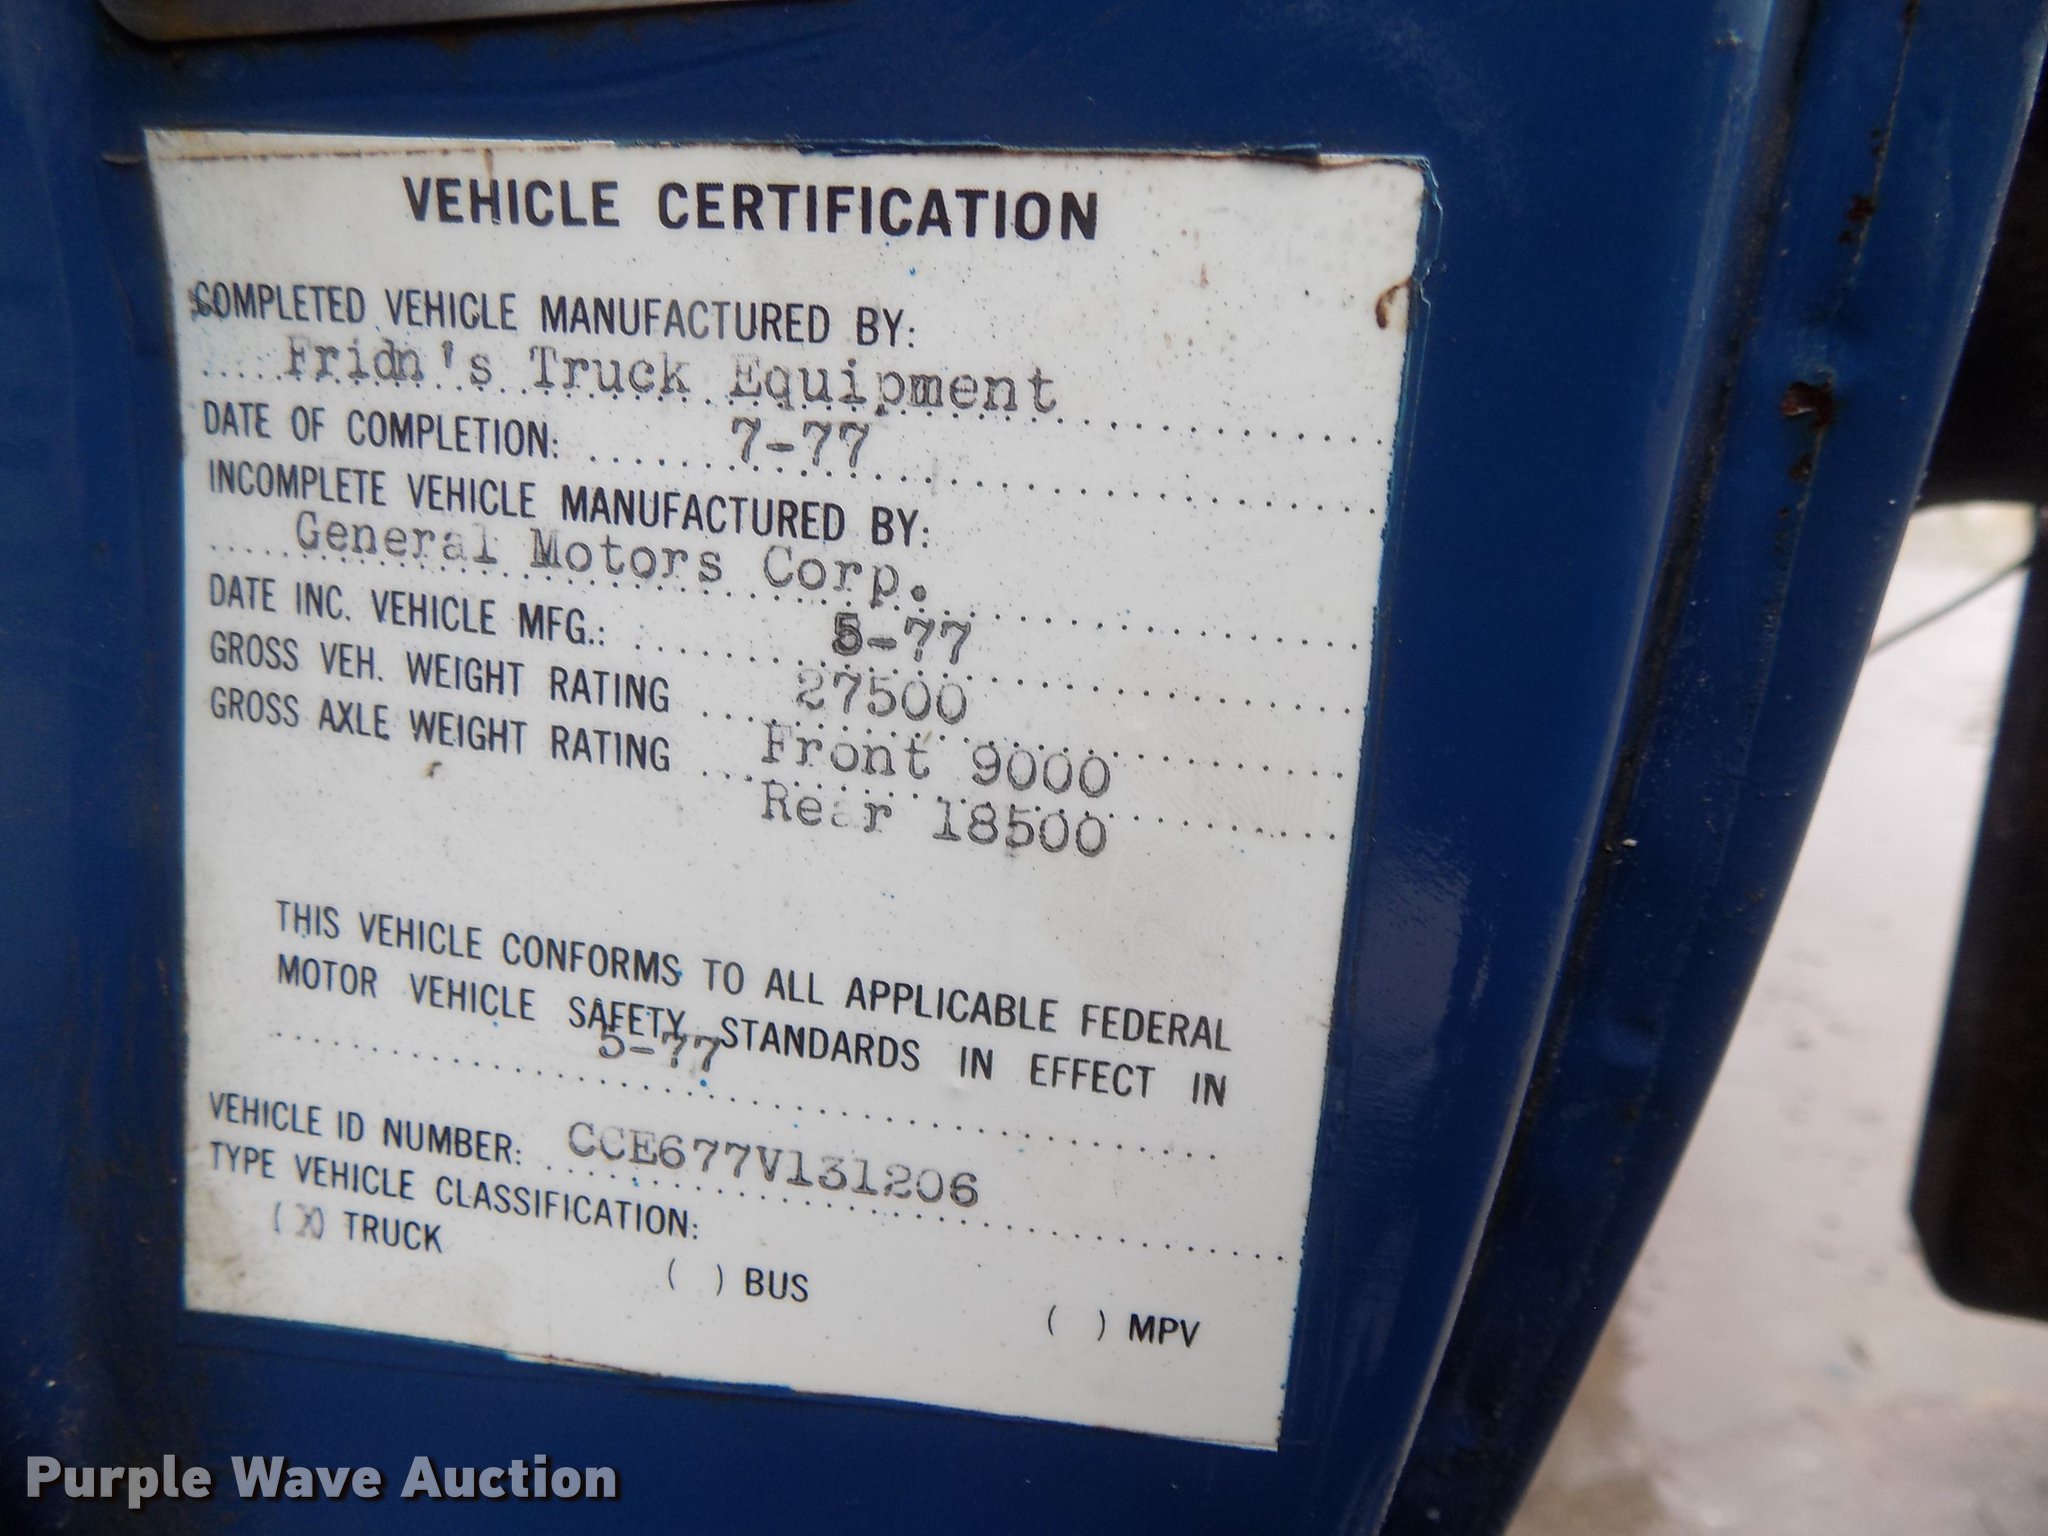 VEHICLE CERTIFICATION
COMPLETED VEHICLE MANUFACTURED BY:
Fridn's Truck Equipment
DATE OF COMPLETION: 7-77
INCOMPLETE VEHICLE MANUFACTURED BY:
General Motors Corp.
DATE INC. VEHICLE MFG.: 5-77
GROSS VEH. WEIGHT RATING 27500
GROSS AXLE WEIGHT RATING Front 9000
Rear 18500
THIS VEHICLE CONFORMS TO ALL APPLICABLE FEDERAL
MOTOR VEHICLE SAFETY STANDARDS IN EFFECT IN
5-77
VEHICLE ID NUMBER: CCE677V131206
TYPE VEHICLE CLASSIFICATION:
(X) TRUCK ( ) BUS ( ) MPV
Purple Wave Auction